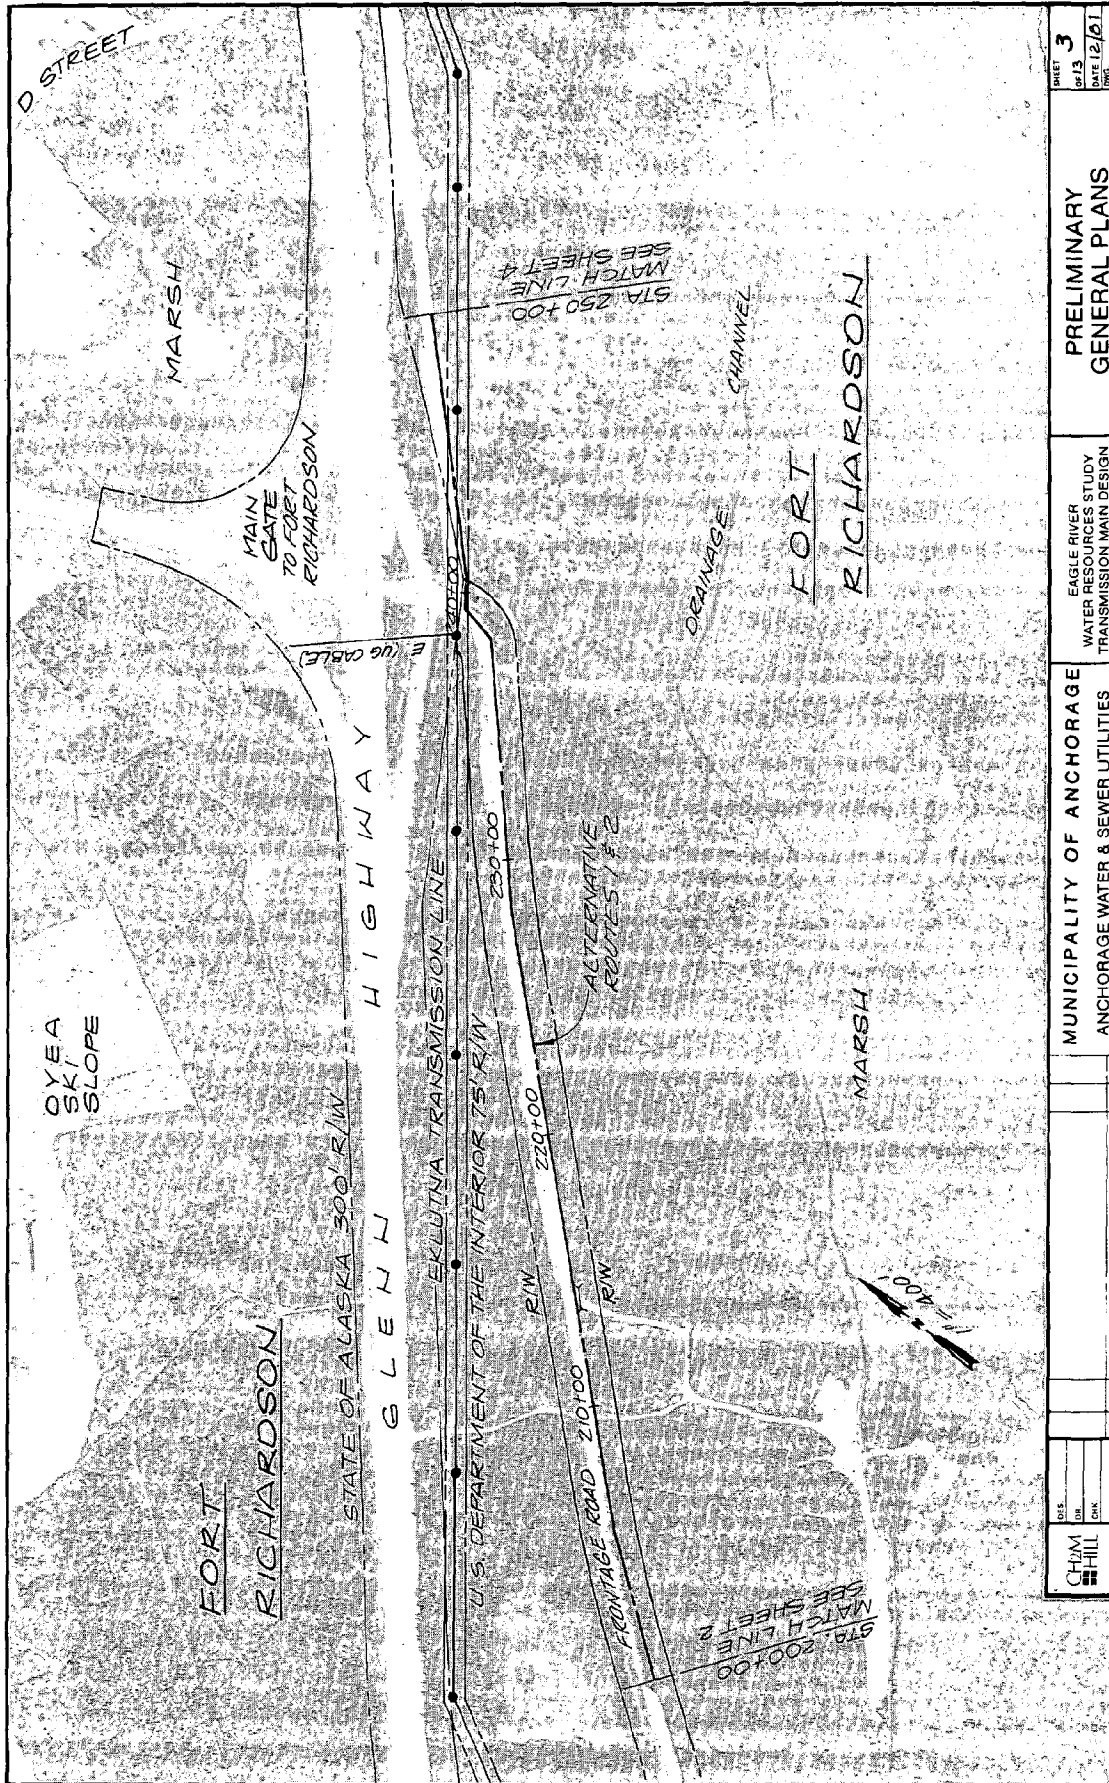 D STREET
MARSH
MAIN
GATE
TO FORT
RICHARDSON
OYEA
SKI
SLOPE
FORT
RICHARDSON
STATE OF ALASKA 300' R/W
GLENN HIGHWAY
E (UG CABLE)
EKLUTNA TRANSMISSION LINE
U.S. DEPARTMENT OF THE INTERIOR 75' R/W
240+00
230+00
220+00
210+00
FRONTAGE ROAD
R/W
R/W
ALTERNATIVE
ROUTES 1 & 2
STA 250+00
MATCH LINE
SEE SHEET 4
STA. 200+00
MATCH LINE
SEE SHEET 2
DRAINAGE CHANNEL
FORT
RICHARDSON
MARSH
N
1"=400'
CH2M
HILL
DES
DR
CHK
MUNICIPALITY OF ANCHORAGE
ANCHORAGE WATER & SEWER UTILITIES
EAGLE RIVER
WATER RESOURCES STUDY
TRANSMISSION MAIN DESIGN
PRELIMINARY
GENERAL PLANS
SHEET 3
OF 13
DATE 12/81
DWG